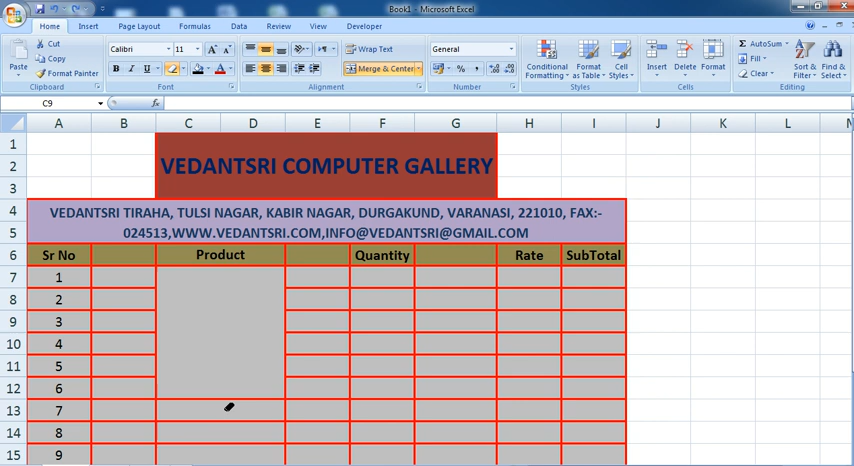 Book1 - Microsoft Excel
Home Insert Page Layout Formulas Data Review View Developer
Cut
Copy
Format Painter
Paste
Clipboard
Calibri 11
B I U
Font
Wrap Text
Merge & Center
Alignment
General
% ,
Number
Conditional Formatting
Format as Table
Cell Styles
Styles
Insert Delete Format
Cells
Σ AutoSum
Fill
Clear
Sort & Filter
Find & Select
Editing
C9 fx
A B C D E F G H I J K L
1
2 VEDANTSRI COMPUTER GALLERY
3
4 VEDANTSRI TIRAHA, TULSI NAGAR, KABIR NAGAR, DURGAKUND, VARANASI, 221010, FAX:-
5 024513,WWW.VEDANTSRI.COM,INFO@VEDANTSRI@GMAIL.COM
6 Sr No Product Quantity Rate SubTotal
7 1
8 2
9 3
10 4
11 5
12 6
13 7
14 8
15 9